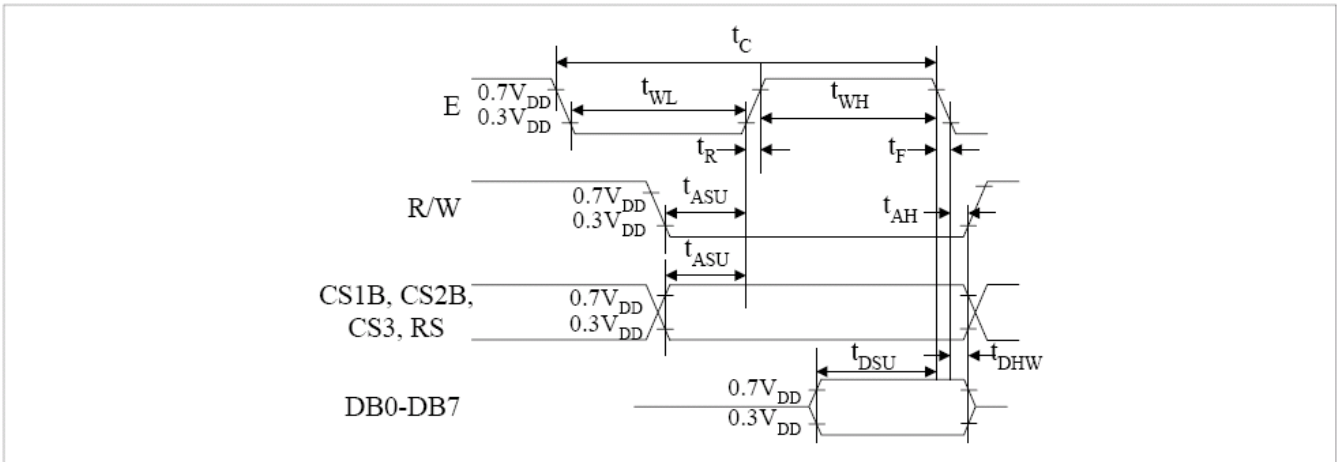 t_C
E 0.7V_DD t_WL t_WH
0.3V_DD
t_R t_F
R/W 0.7V_DD t_ASU t_AH
0.3V_DD
t_ASU
CS1B, CS2B, 0.7V_DD
CS3, RS 0.3V_DD
t_DSU t_DHW
DB0-DB7 0.7V_DD
0.3V_DD